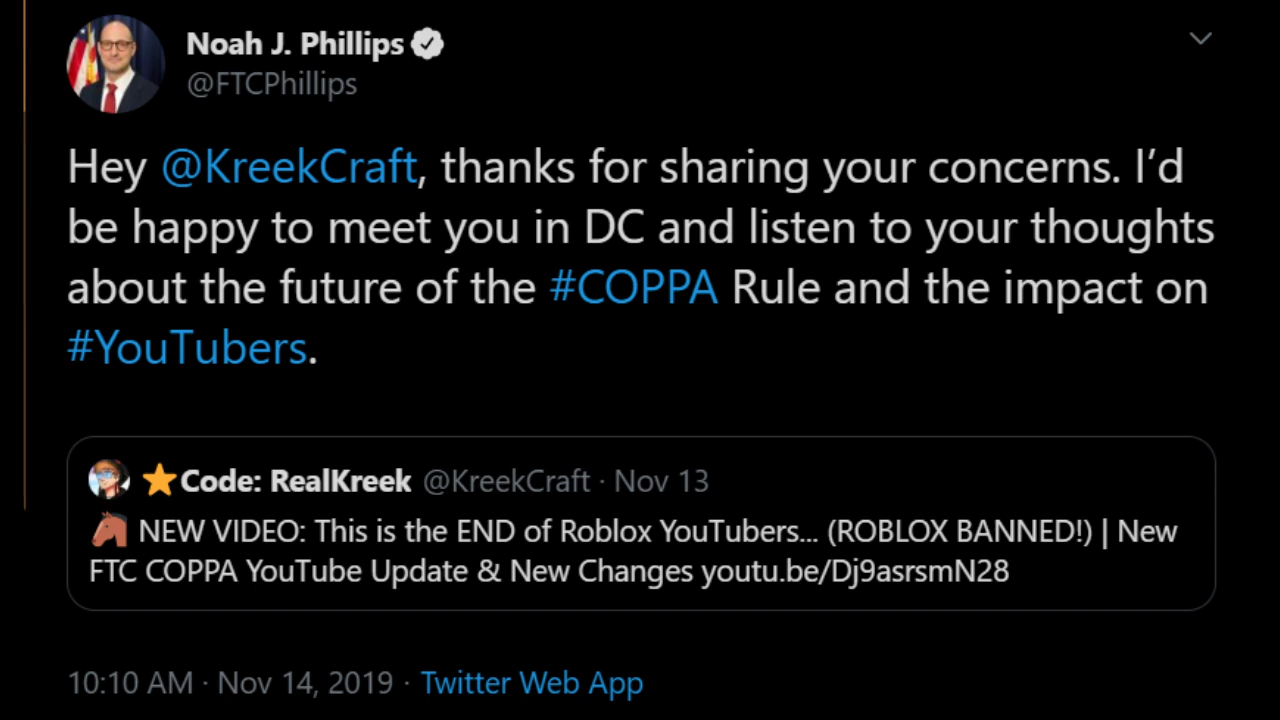 Noah J. Phillips
@FTCPhillips
Hey @KreekCraft, thanks for sharing your concerns. I’d
be happy to meet you in DC and listen to your thoughts
about the future of the #COPPA Rule and the impact on
#YouTubers.
⭐Code: RealKreek @KreekCraft · Nov 13
🐴 NEW VIDEO: This is the END of Roblox YouTubers... (ROBLOX BANNED!) | New
FTC COPPA YouTube Update & New Changes youtu.be/Dj9asrsmN28
10:10 AM · Nov 14, 2019 · Twitter Web App